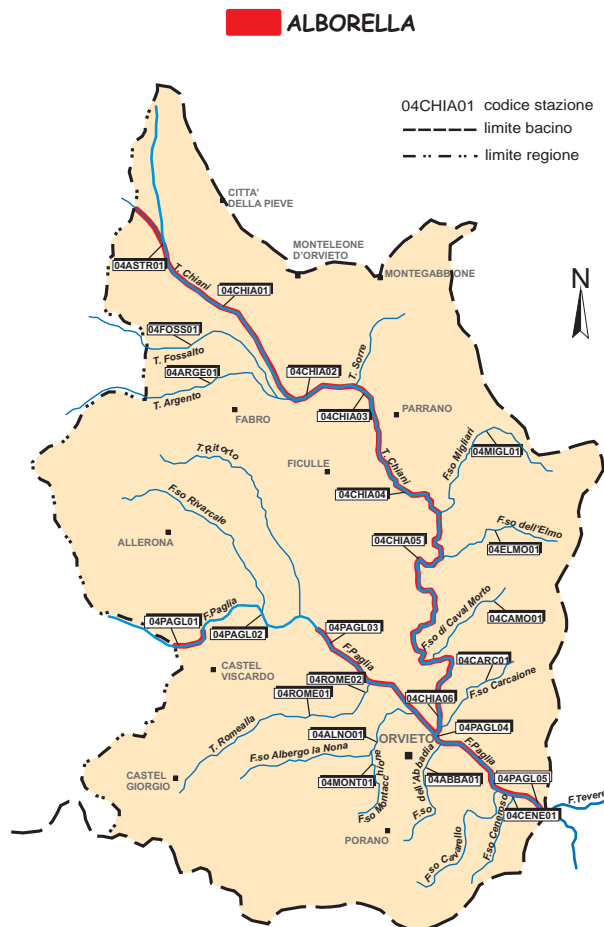 ALBORELLA
04CHIA01 codice stazione
limite bacino
limite regione
CITTA'
DELLA PIEVE
MONTELEONE
D'ORVIETO
MONTEGABBIONE
N
04ASTR01
T. Chiani
04CHIA01
04FOSS01
T. Fossalto
04ARGE01
T. Argento
04CHIA02
T. Sorre
04CHIA03
FABRO
PARRANO
T.Ritorto
FICULLE
T. Chiani
F.so Migliari
04MIGL01
F.so Rivarcale
04CHIA04
ALLERONA
04CHIA05
F.so dell'Elmo
04ELMO01
04PAGL01
F.Paglia
04PAGL02
04PAGL03
F.so di Caval Morto
04CAMO01
F.Paglia
CASTEL
VISCARDO
04ROME02
04ROME01
04CARC01
F.so Carcaione
04CHIA06
T. Romealla
04ALNO01
ORVIETO
04PAGL04
F.so Albergo la Nona
F.Paglia
CASTEL
GIORGIO
04MONT01
F.so Montacchione
F.so dell'Abbadia
04ABBA01
04PAGL05
F.Tevere
04CENE01
PORANO
F.so Cavarello
F.so Ceneroso